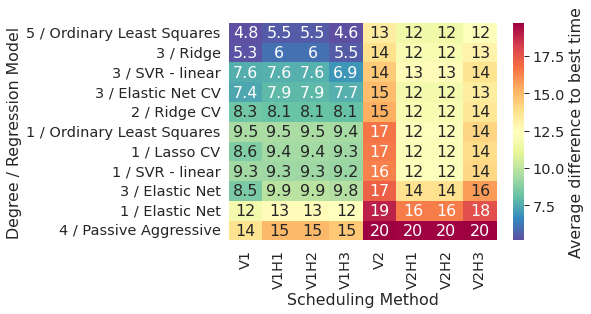 Degree / Regression Model
5 / Ordinary Least Squares 4.8 5.5 5.5 4.6 13 12 12 12
3 / Ridge 5.3 6 6 5.5 14 12 12 13
3 / SVR - linear 7.6 7.6 7.6 6.9 14 13 13 14
3 / Elastic Net CV 7.4 7.9 7.9 7.7 15 12 12 13
2 / Ridge CV 8.3 8.1 8.1 8.1 15 12 12 14
1 / Ordinary Least Squares 9.5 9.5 9.5 9.4 17 12 12 14
1 / Lasso CV 8.6 9.4 9.4 9.3 17 12 12 14
1 / SVR - linear 9.3 9.3 9.3 9.2 16 12 12 14
3 / Elastic Net 8.5 9.9 9.9 9.8 17 14 14 16
1 / Elastic Net 12 13 13 12 19 16 16 18
4 / Passive Aggressive 14 15 15 15 20 20 20 20
V1 V1H1 V1H2 V1H3 V2 V2H1 V2H2 V2H3
Scheduling Method
17.5
15.0
12.5
10.0
7.5
Average difference to best time